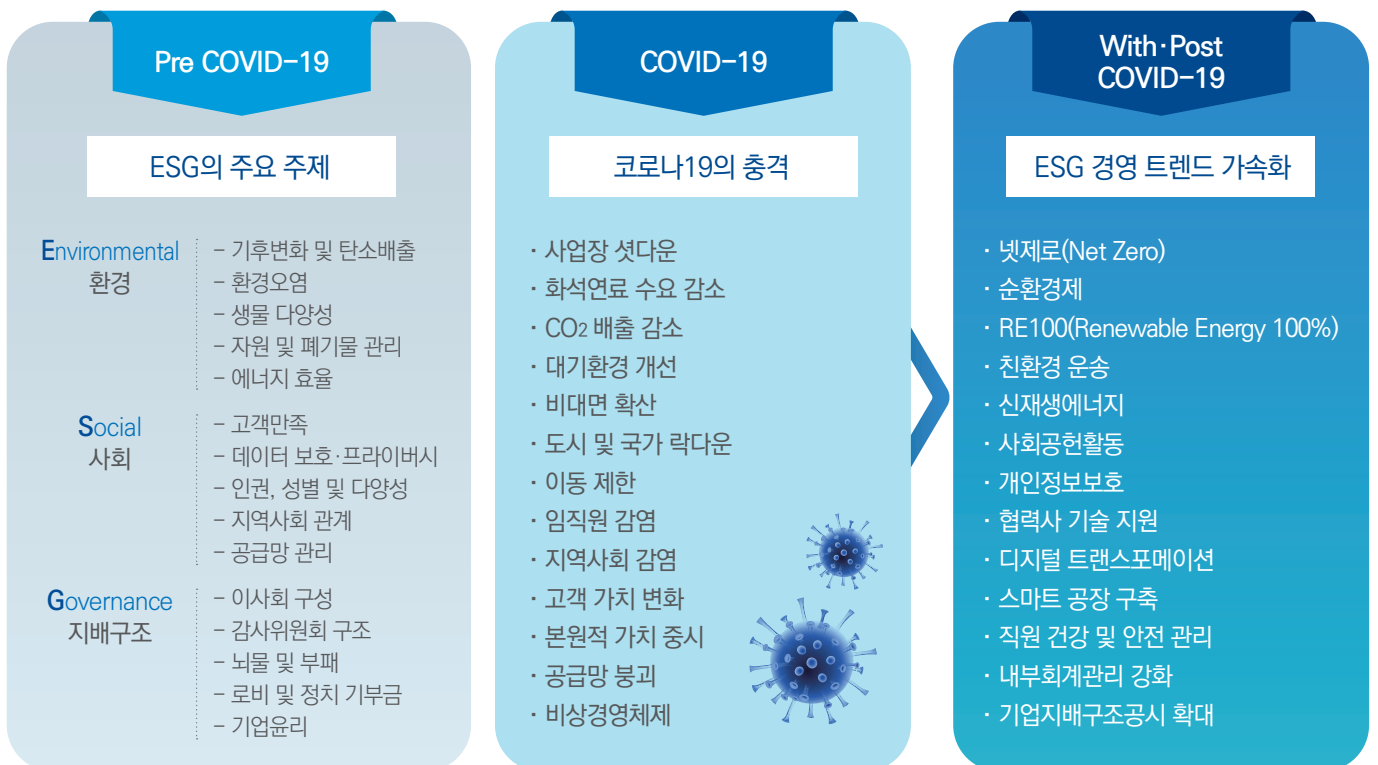 Pre COVID-19
ESG의 주요 주제
Environmental
환경
- 기후변화 및 탄소배출
- 환경오염
- 생물 다양성
- 자원 및 폐기물 관리
- 에너지 효율
Social
사회
- 고객만족
- 데이터 보호·프라이버시
- 인권, 성별 및 다양성
- 지역사회 관계
- 공급망 관리
Governance
지배구조
- 이사회 구성
- 감사위원회 구조
- 뇌물 및 부패
- 로비 및 정치 기부금
- 기업윤리
COVID-19
코로나19의 충격
· 사업장 셧다운
· 화석연료 수요 감소
· CO2 배출 감소
· 대기환경 개선
· 비대면 확산
· 도시 및 국가 락다운
· 이동 제한
· 임직원 감염
· 지역사회 감염
· 고객 가치 변화
· 본원적 가치 중시
· 공급망 붕괴
· 비상경영체제
With·Post
COVID-19
ESG 경영 트렌드 가속화
· 넷제로(Net Zero)
· 순환경제
· RE100(Renewable Energy 100%)
· 친환경 운송
· 신재생에너지
· 사회공헌활동
· 개인정보보호
· 협력사 기술 지원
· 디지털 트랜스포메이션
· 스마트 공장 구축
· 직원 건강 및 안전 관리
· 내부회계관리 강화
· 기업지배구조공시 확대